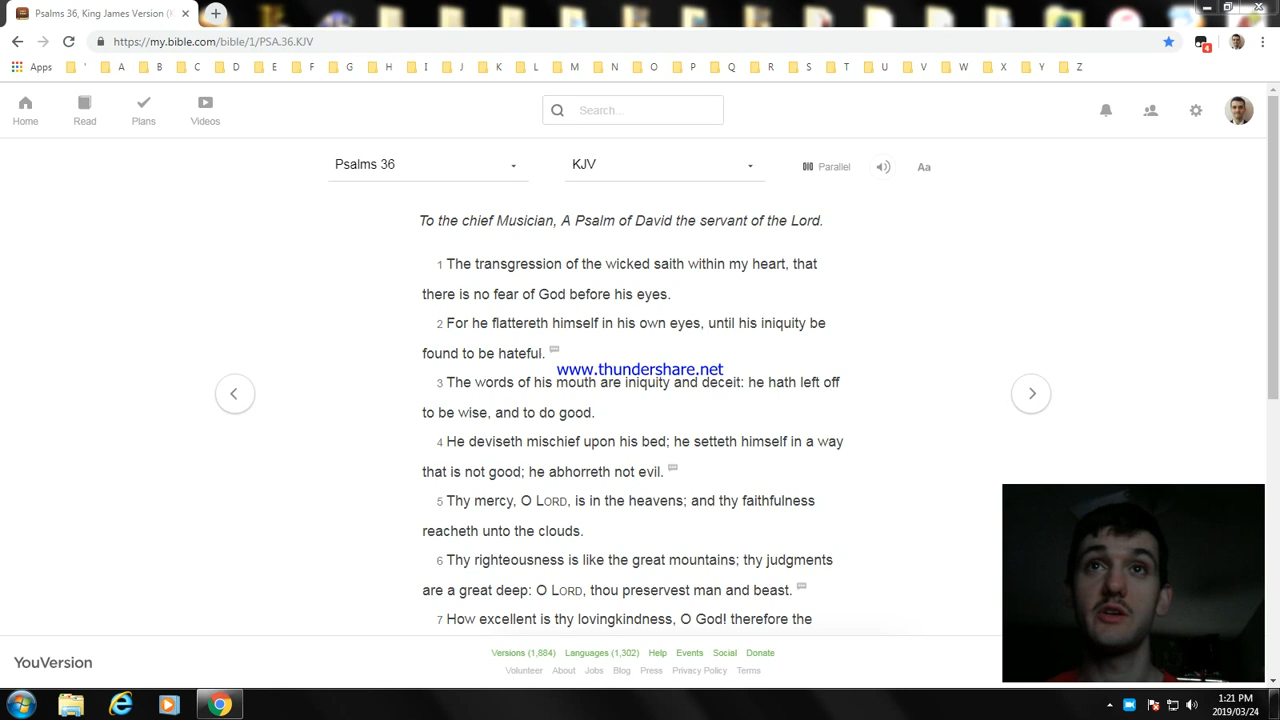 Psalms 36, King James Version (K
https://my.bible.com/bible/1/PSA.36.KJV
4
Apps ' A B C D E F G H I J K L M N O P Q R S T U V W X Y Z
Home Read Plans Videos
Search...
Psalms 36 KJV Parallel Aa
To the chief Musician, A Psalm of David the servant of the Lord.
1 The transgression of the wicked saith within my heart, that
there is no fear of God before his eyes.
2 For he flattereth himself in his own eyes, until his iniquity be
found to be hateful.
www.thundershare.net
3 The words of his mouth are iniquity and deceit: he hath left off
to be wise, and to do good.
4 He deviseth mischief upon his bed; he setteth himself in a way
that is not good; he abhorreth not evil.
5 Thy mercy, O LORD, is in the heavens; and thy faithfulness
reacheth unto the clouds.
6 Thy righteousness is like the great mountains; thy judgments
are a great deep: O LORD, thou preservest man and beast.
7 How excellent is thy lovingkindness, O God! therefore the
Versions (1,884) Languages (1,302) Help Events Social Donate
YouVersion
Volunteer About Jobs Blog Press Privacy Policy Terms
1:21 PM
2019/03/24